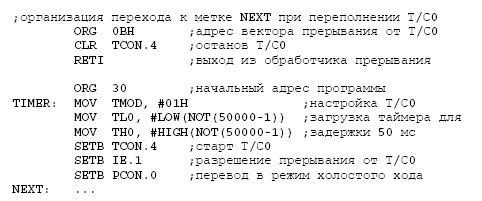 ;организация перехода к метке NEXT при переполнении T/C0
ORG 0BH ;адрес вектора прерывания от T/C0
CLR TCON.4 ;останов T/C0
RETI ;выход из обработчика прерывания
ORG 30 ;начальный адрес программы
TIMER: MOV TMOD, #01H ;настройка T/C0
MOV TL0, #LOW(NOT(50000-1)) ;загрузка таймера для
MOV TH0, #HIGH(NOT(50000-1)) ;задержки 50 мс
SETB TCON.4 ;старт T/C0
SETB IE.1 ;разрешение прерывания от T/C0
SETB PCON.0 ;перевод в режим холостого хода
NEXT: ...